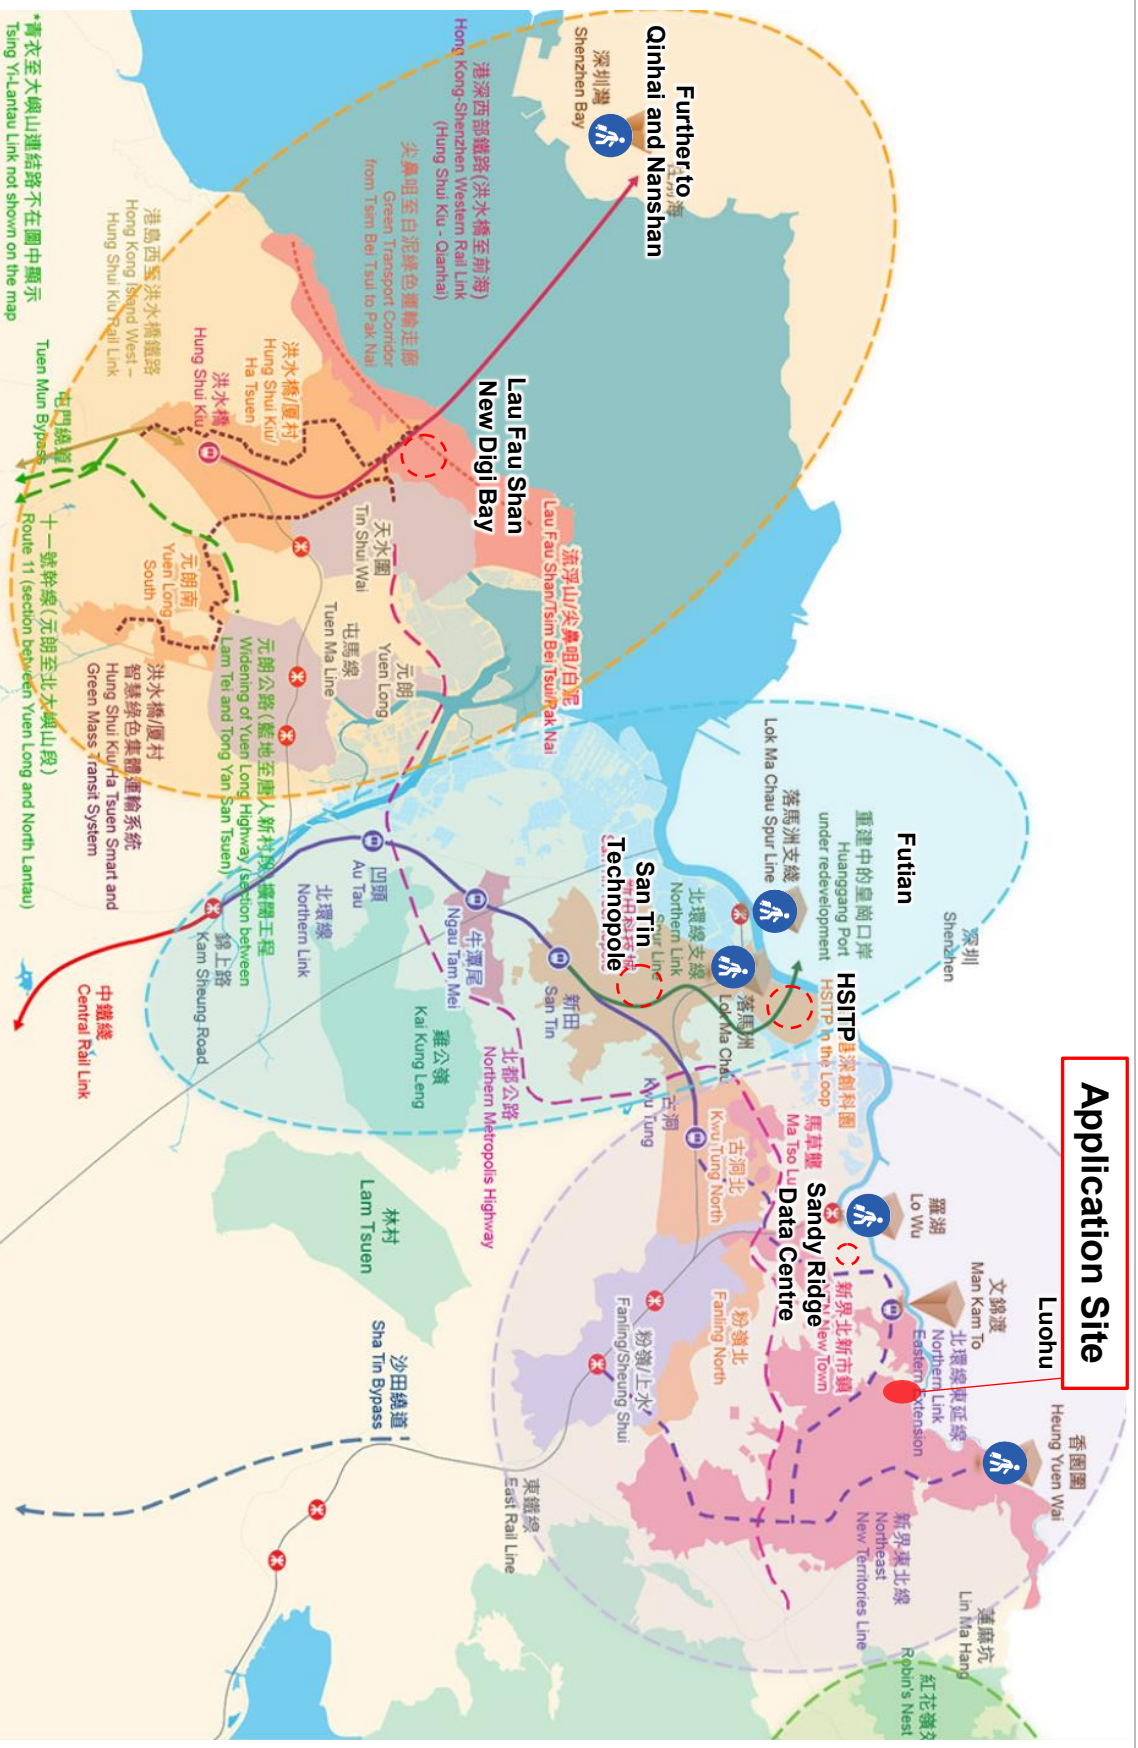 Application Site
Luohu
Futian
HSITP
San Tin
Technopole
Sandy Ridge
Data Centre
Lau Fau Shan
New Digi Bay
Further to
Qinhai and Nanshan
深圳灣
Shenzhen Bay
港深西部鐵路(洪水橋至前海)
Hong Kong-Shenzhen Western Rail Link
(Hung Shui Kiu - Qianhai)
尖鼻咀至白泥綠色運輸走廊
Green Transport Corridor
from Tsim Bei Tsui to Pak Nai
港島西至洪水橋鐵路
Hong Kong Island West –
Hung Shui Kiu Rail Link
*青衣至大嶼山連結路不在圖中顯示
Tsing Yi-Lantau Link not shown on the map
洪水橋/厦村
Hung Shui Kiu/
Ha Tsuen
洪水橋
Hung Shui Kiu
屯門繞道
Tuen Mun Bypass
十一號幹線(元朗至北大嶼山段)
Route 11 (section between Yuen Long and North Lantau)
元朗南
Yuen Long
South
天水圍
Tin Shui Wai
屯馬線
Tuen Ma Line
元朗
Yuen Long
流浮山/尖鼻咀/白泥
Lau Fau Shan/Tsim Bei Tsui/Pak Nai
元朗公路(藍地至唐人新村段)擴闊工程
Widening of Yuen Long Highway (section between
Lam Tei and Tong Yan San Tsuen)
洪水橋/厦村
智慧綠色集體運輸系統
Hung Shui Kiu/Ha Tsuen Smart and
Green Mass Transit System
落馬洲支綫
Lok Ma Chau Spur Line
重建中的皇崗口岸
Huanggang Port
under redevelopment
深圳
Shenzhen
北環線支線
Northern Link
Spur Line
凹頭
Au Tau
北環線
Northern Link
錦上路
Kam Sheung Road
中鐵綫
Central Rail Link
牛潭尾
Ngau Tam Mei
新田
San Tin
雞公嶺
Kai Kung Leng
北都公路
Northern Metropolis Highway
落馬洲
Lok Ma Chau
港深創科園
HSITP in the Loop
古洞
Kwu Tung
古洞北
Kwu Tung North
馬草壟
Ma Tso Lu
羅湖
Lo Wu
文錦渡
Man Kam To
北環線東延線
Northern Link
Eastern Extension
新界北新市鎮
NTN New Town
粉嶺北
Fanling North
粉嶺/上水
Fanling/Sheung Shui
林村
Lam Tsuen
沙田繞道
Sha Tin Bypass
東鐵線
East Rail Line
香園圍
Heung Yuen Wai
新界東北線
Northeast
New Territories Line
蓮麻坑
Lin Ma Hang
紅花嶺郊
Robin's Nest